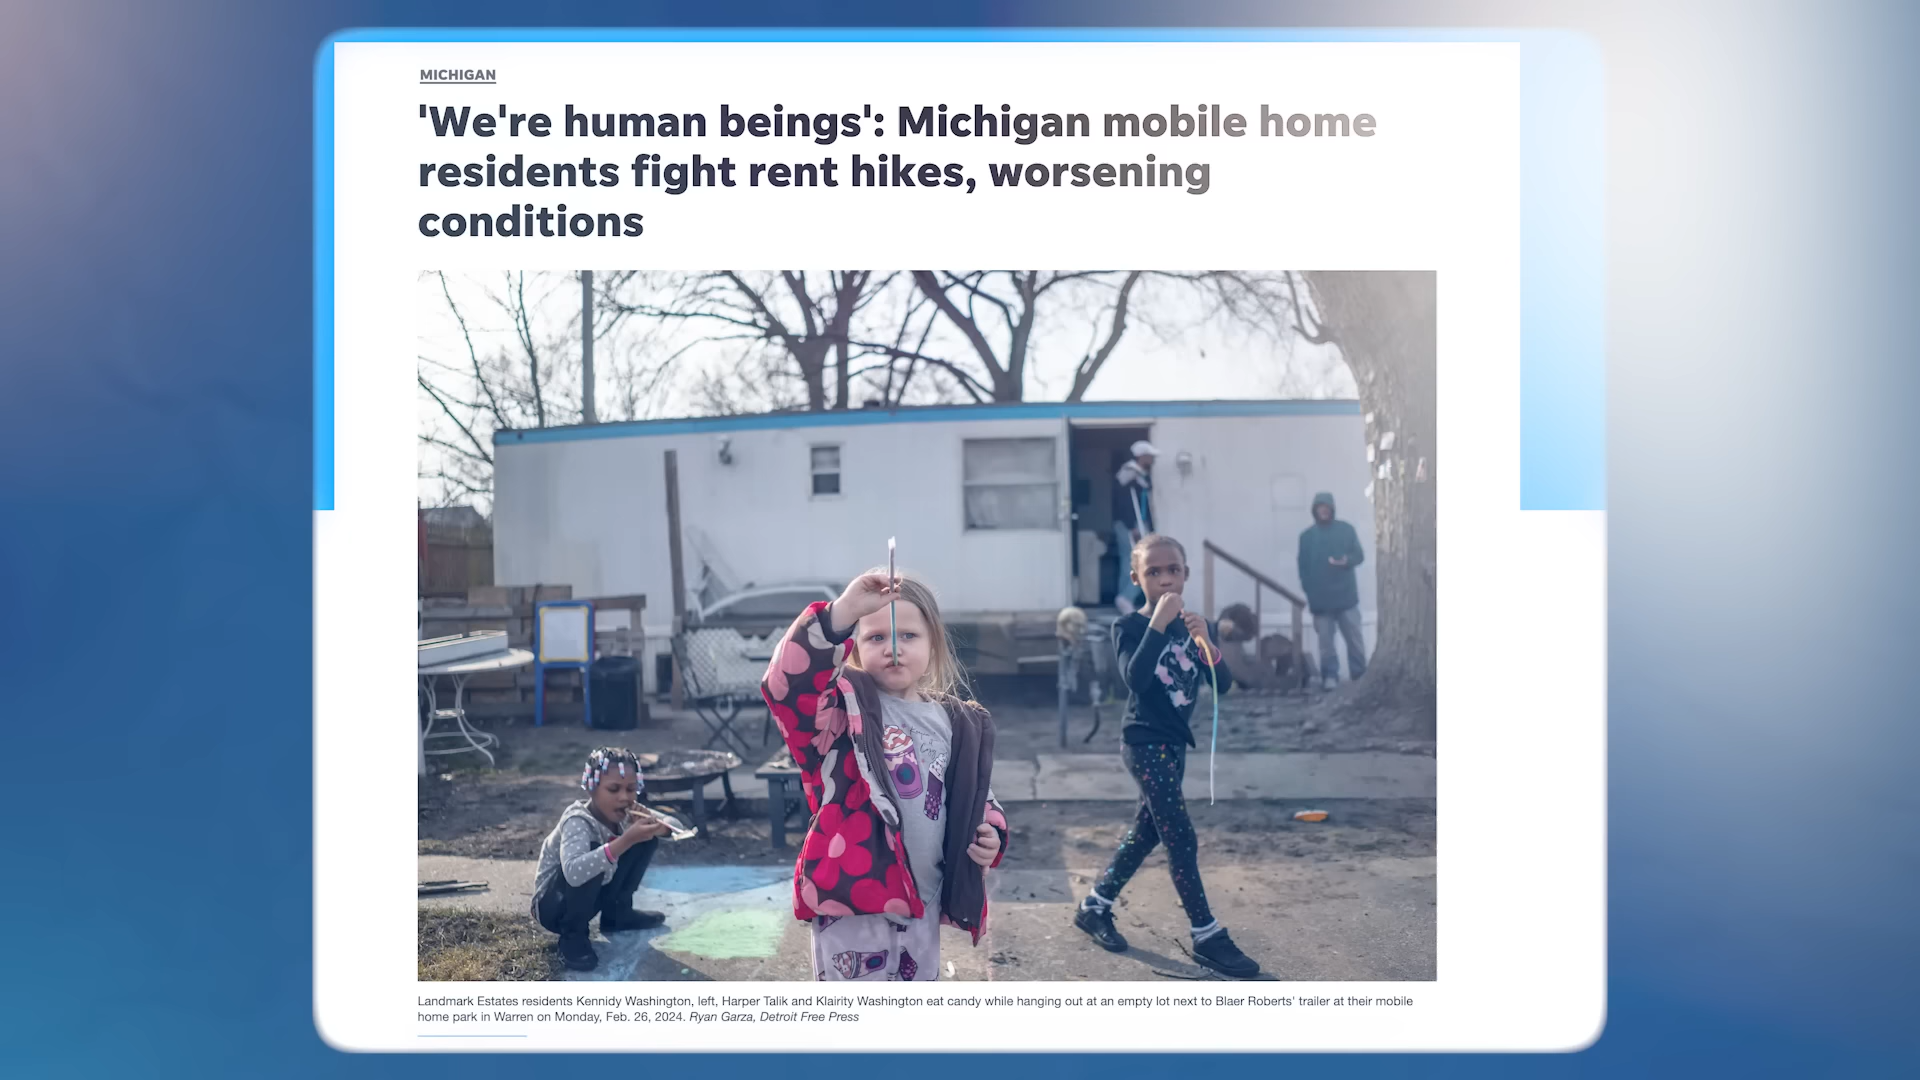 MICHIGAN
'We're human beings': Michigan mobile home
residents fight rent hikes, worsening
conditions
Landmark Estates residents Kennidy Washington, left, Harper Talik and Klairity Washington eat candy while hanging out at an empty lot next to Blaer Roberts' trailer at their mobile
home park in Warren on Monday, Feb. 26, 2024. Ryan Garza, Detroit Free Press